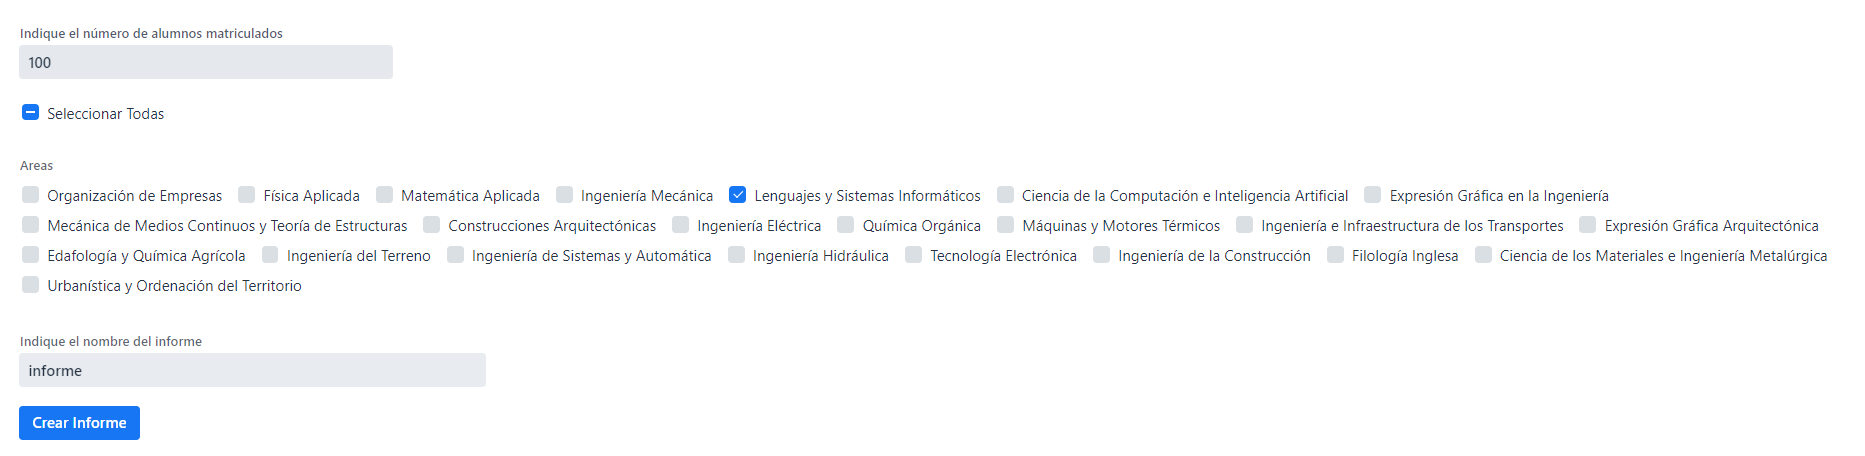 Indique el número de alumnos matriculados
100
Seleccionar Todas
Areas
Organización de Empresas Física Aplicada Matemática Aplicada Ingeniería Mecánica Lenguajes y Sistemas Informáticos Ciencia de la Computación e Inteligencia Artificial Expresión Gráfica en la Ingeniería
Mecánica de Medios Continuos y Teoría de Estructuras Construcciones Arquitectónicas Ingeniería Eléctrica Química Orgánica Máquinas y Motores Térmicos Ingeniería e Infraestructura de los Transportes Expresión Gráfica Arquitectónica
Edafología y Química Agrícola Ingeniería del Terreno Ingeniería de Sistemas y Automática Ingeniería Hidráulica Tecnología Electrónica Ingeniería de la Construcción Filología Inglesa Ciencia de los Materiales e Ingeniería Metalúrgica
Urbanística y Ordenación del Territorio
Indique el nombre del informe
informe
Crear Informe